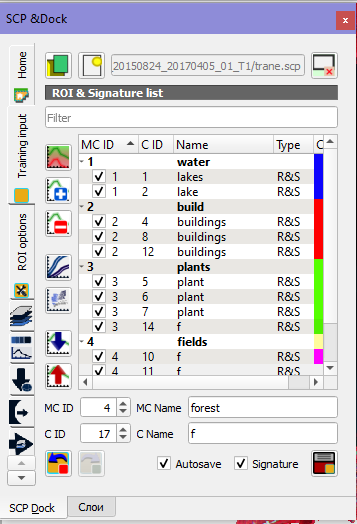 SCP &Dock
20150824_20170405_01_T1/trane.scp
Home
Training input
ROI options
ROI & Signature list
Filter
MC ID C ID Name Type C
1 water
1 1 lakes R&S
1 2 lake R&S
2 build
2 4 buildings R&S
2 8 buildings R&S
2 12 buildings R&S
3 plants
3 5 plant R&S
3 6 plant R&S
3 7 plant R&S
3 14 f R&S
4 fields
4 10 f R&S
4 11 f R&S
MC ID 4 MC Name forest
C ID 17 C Name f
Autosave Signature
SCP Dock Слои